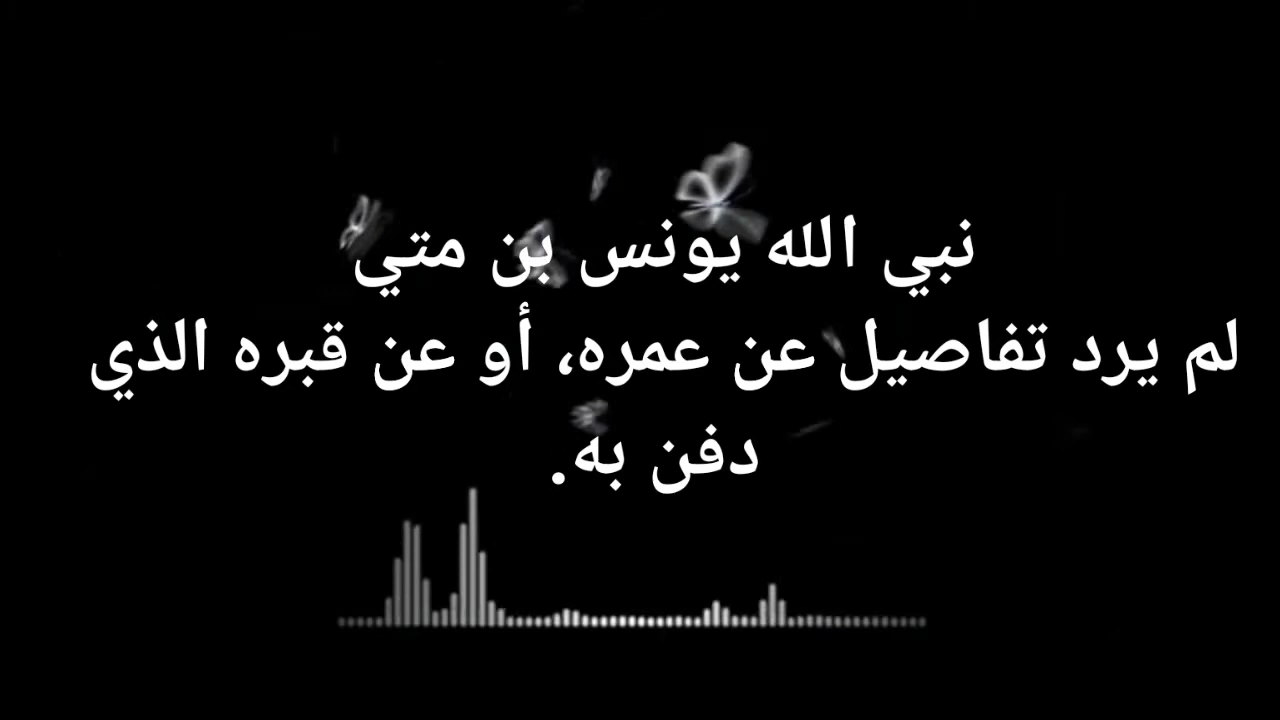 نبي الله يونس بن متي
لم يرد تفاصيل عن عمره، أو عن قبره الذي
دفن به.